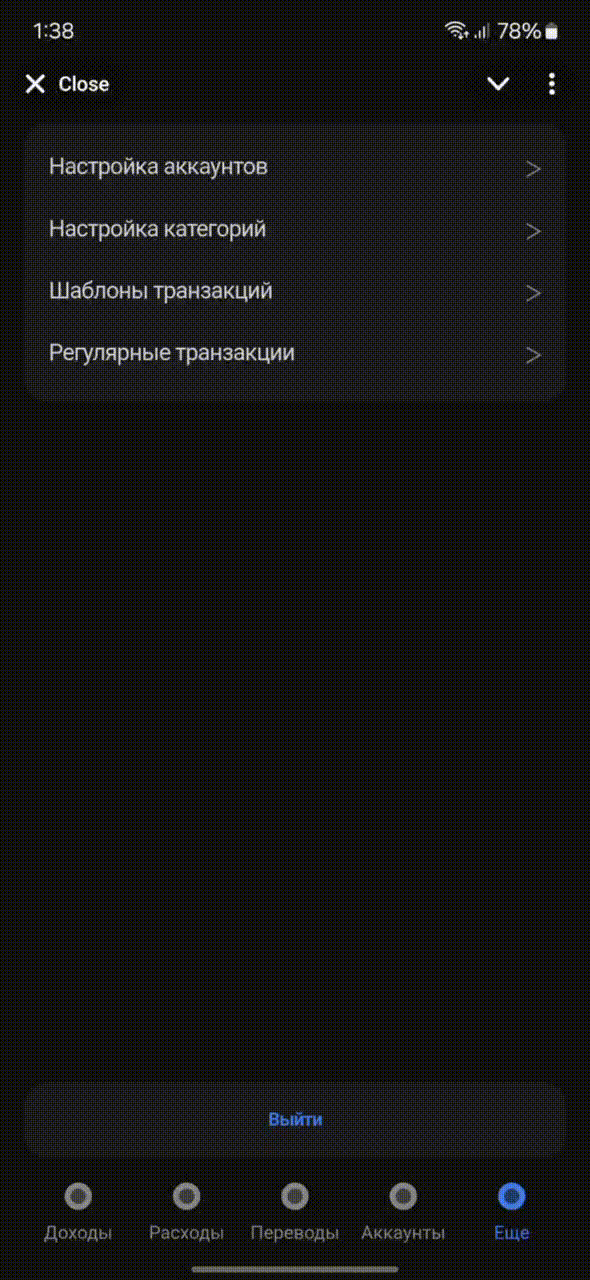 1:38 78%
Close
Настройка аккаунтов
Настройка категорий
Шаблоны транзакций
Регулярные транзакции
Выйти
Доходы Расходы Переводы Аккаунты Еще